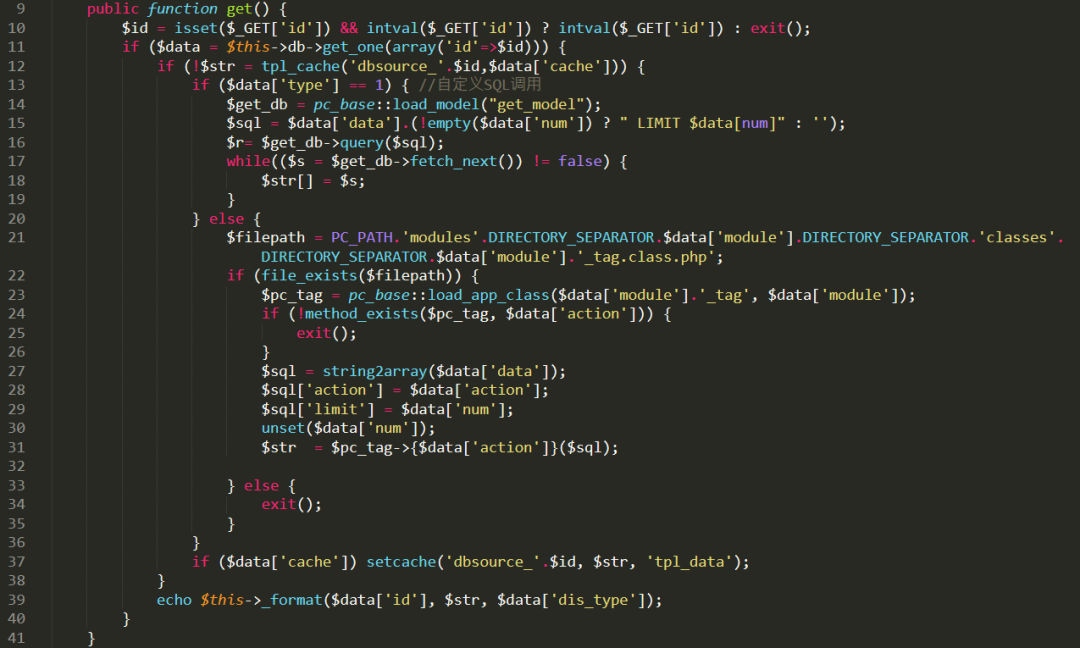 9 public function get() {
10 $id = isset($_GET['id']) && intval($_GET['id']) ? intval($_GET['id']) : exit();
11 if ($data = $this->db->get_one(array('id'=>$id))) {
12 if (!$str = tpl_cache('dbsource_'.$id,$data['cache'])) {
13 if ($data['type'] == 1) { //自定义SQL调用
14 $get_db = pc_base::load_model("get_model");
15 $sql = $data['data'].(!empty($data['num']) ? " LIMIT $data[num]" : '');
16 $r= $get_db->query($sql);
17 while(($s = $get_db->fetch_next()) != false) {
18 $str[] = $s;
19 }
20 } else {
21 $filepath = PC_PATH.'modules'.DIRECTORY_SEPARATOR.$data['module'].DIRECTORY_SEPARATOR.'classes'.
DIRECTORY_SEPARATOR.$data['module'].'_tag.class.php';
22 if (file_exists($filepath)) {
23 $pc_tag = pc_base::load_app_class($data['module'].'_tag', $data['module']);
24 if (!method_exists($pc_tag, $data['action'])) {
25 exit();
26 }
27 $sql = string2array($data['data']);
28 $sql['action'] = $data['action'];
29 $sql['limit'] = $data['num'];
30 unset($data['num']);
31 $str = $pc_tag->{$data['action']}($sql);
32
33 } else {
34 exit();
35 }
36 }
37 if ($data['cache']) setcache('dbsource_'.$id, $str, 'tpl_data');
38 }
39 echo $this->_format($data['id'], $str, $data['dis_type']);
40 }
41 }